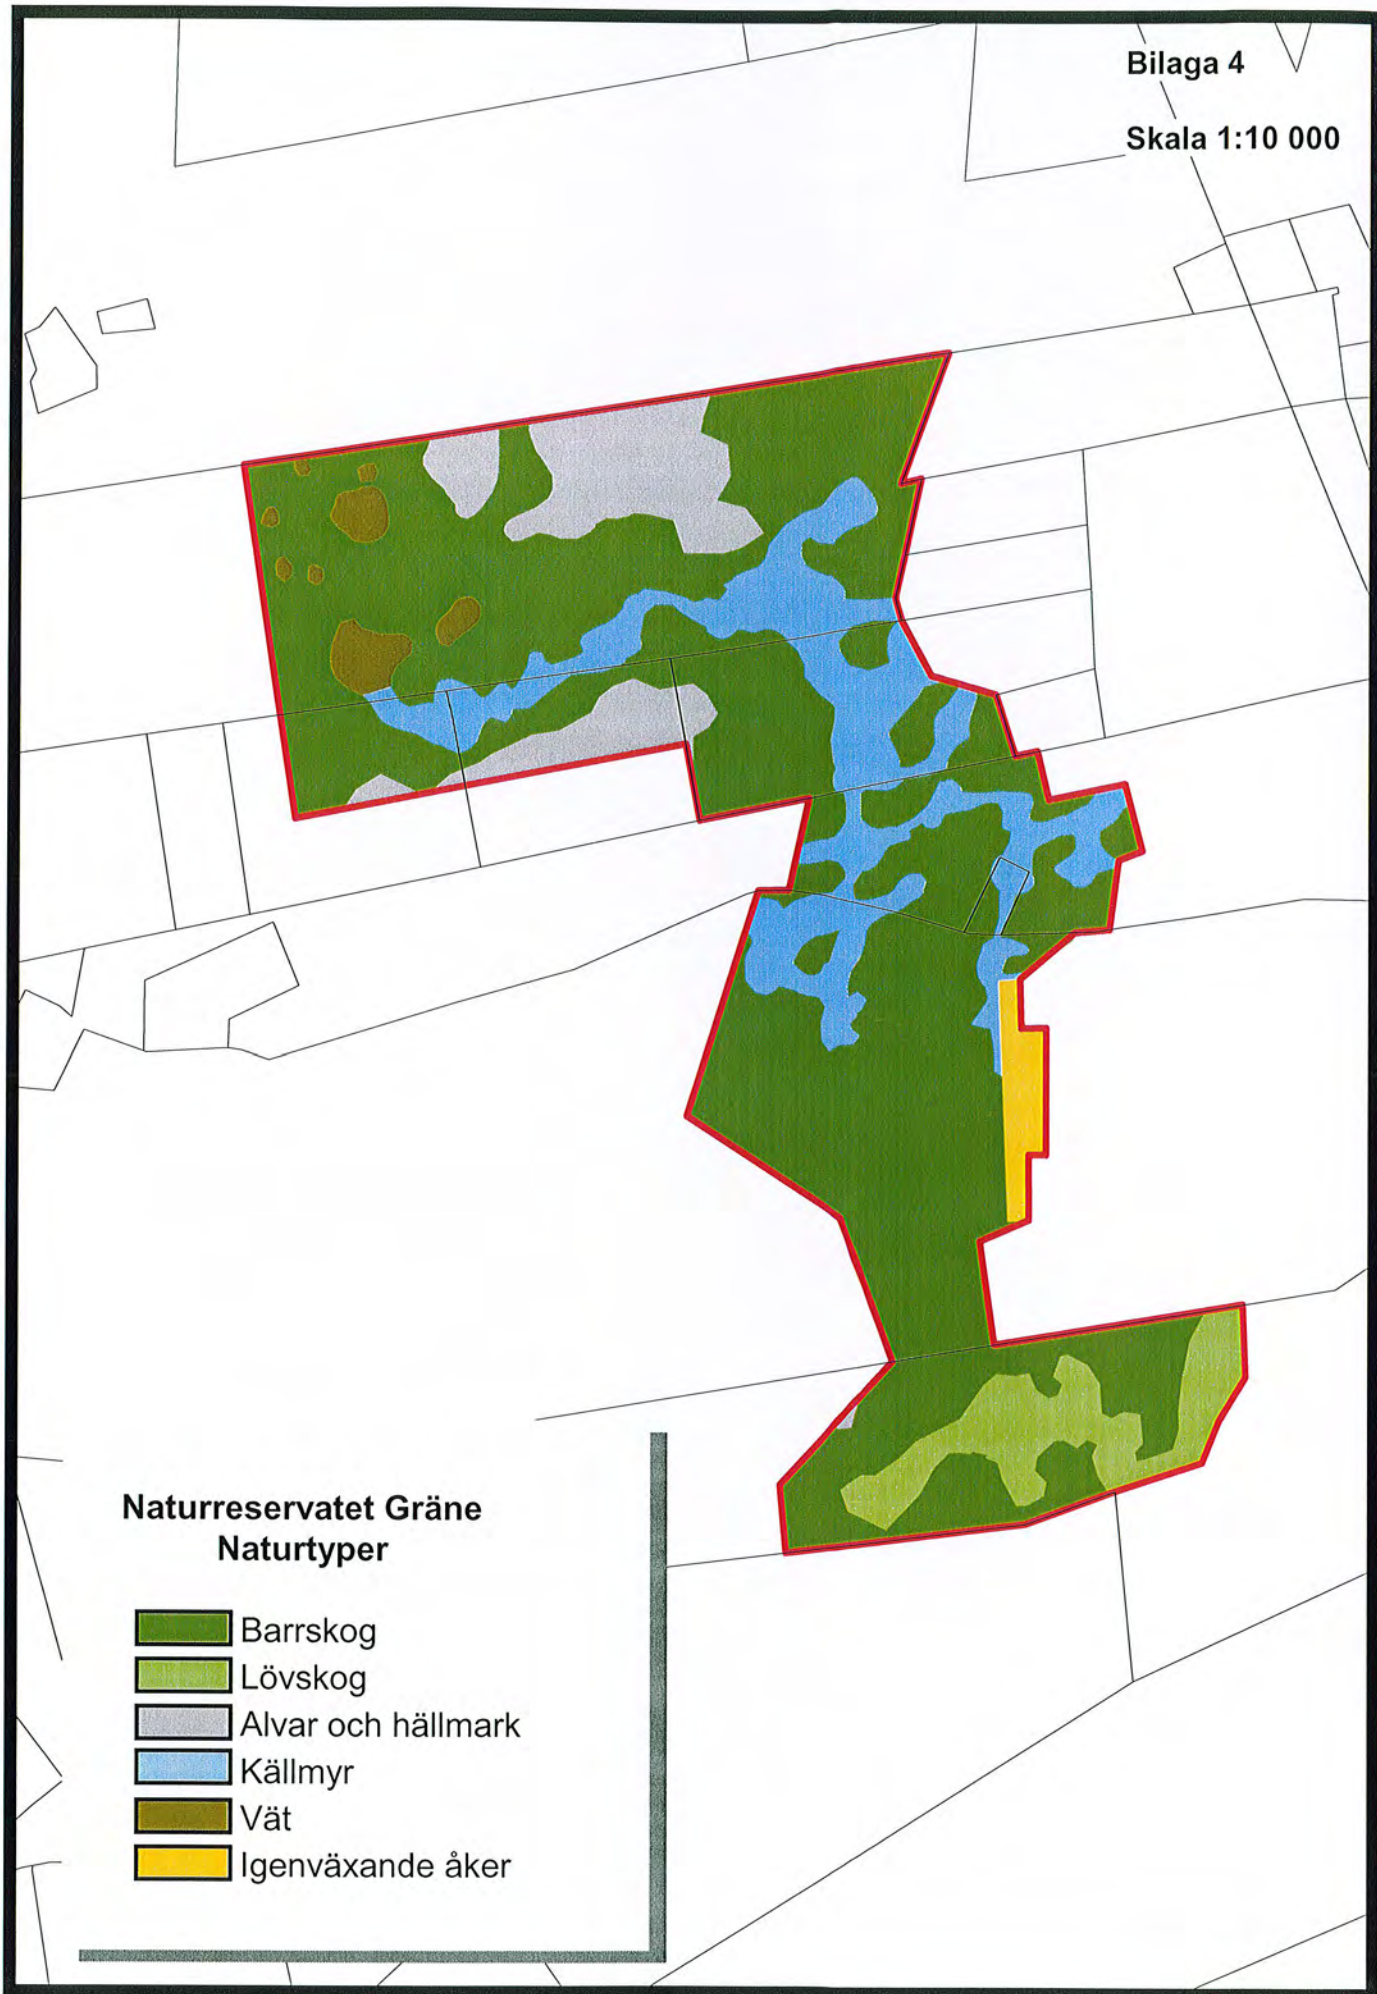 Bilaga 4
Skala 1:10 000
Naturreservatet Gräne
Naturtyper
Barrskog
Lövskog
Alvar och hällmark
Källmyr
Vät
Igenväxande åker